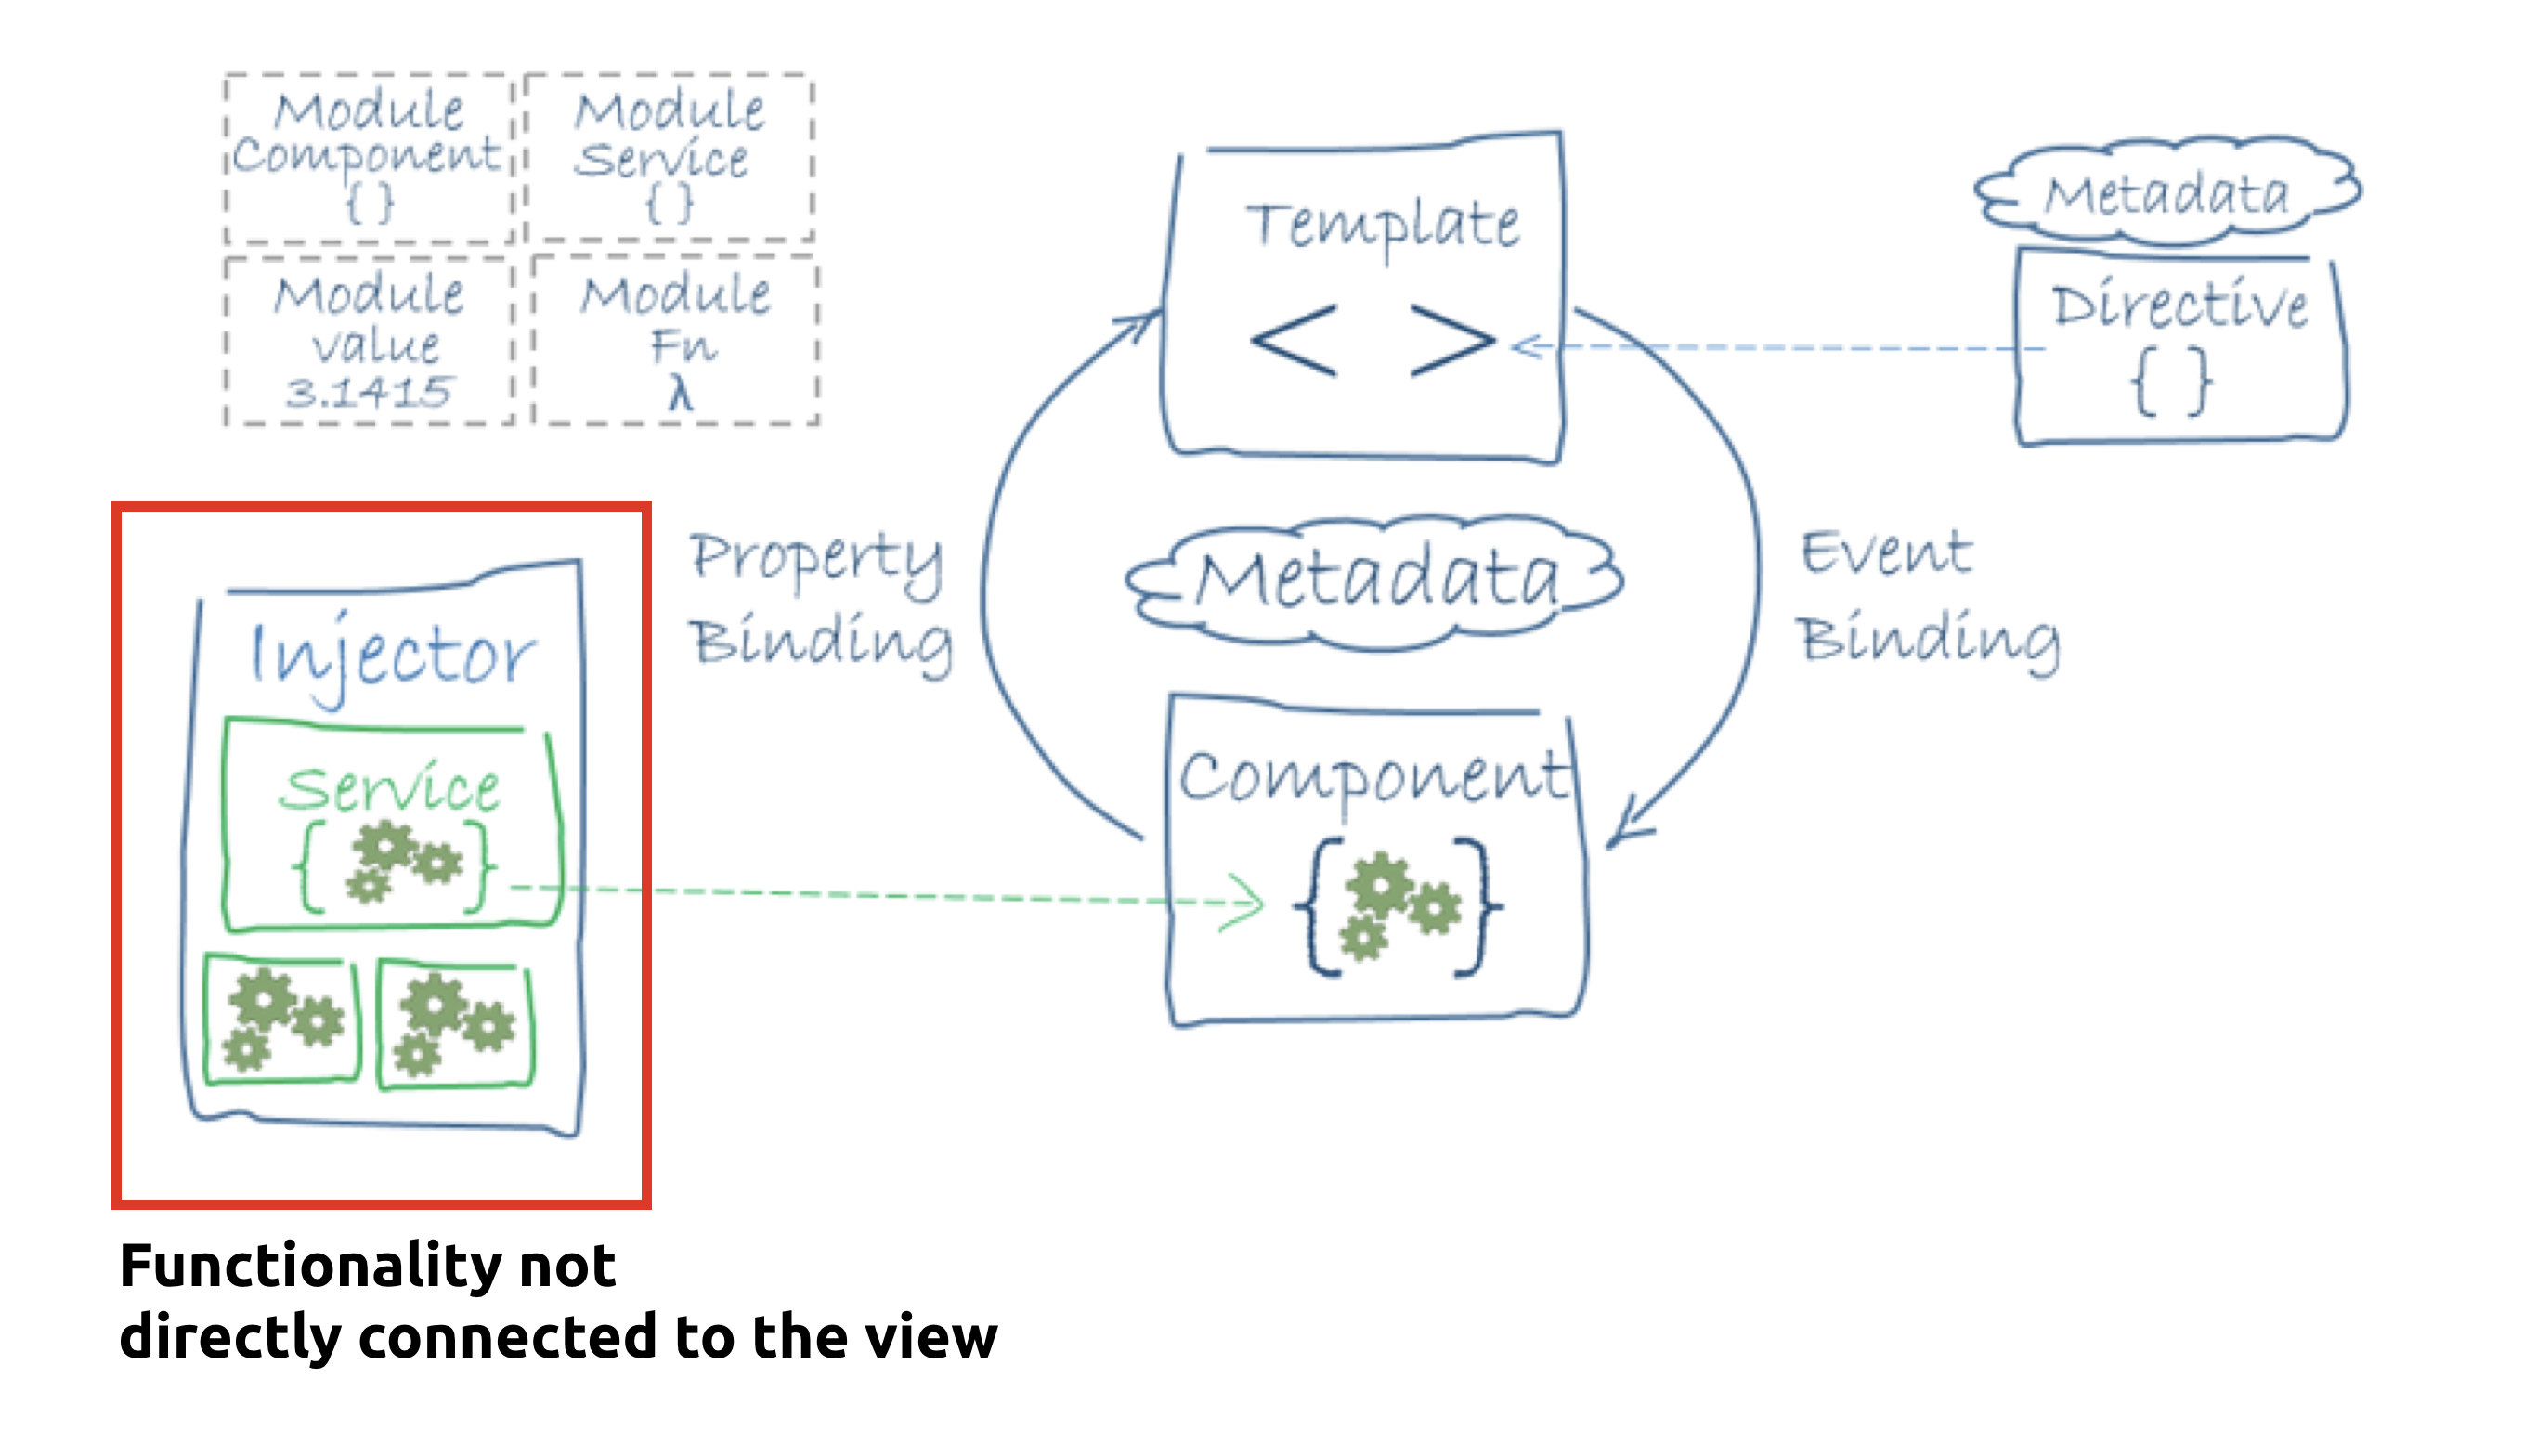 Module
Component
{ }
Module
Service
{ }
Module
value
3.1415
Module
Fn
λ
Template
< >
Metadata
Directive
{ }
Property
Binding
Metadata
Event
Binding
Injector
Service
{ }
Component
{ }
Functionality not
directly connected to the view